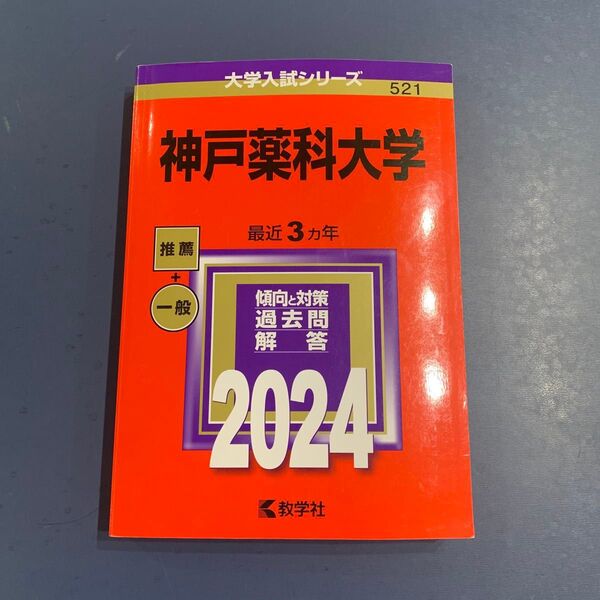 大学入試シリーズ
521
神戸薬科大学
最近3ヵ年
推薦
+
一般
傾向と対策
過去問
解答
2024
教学社